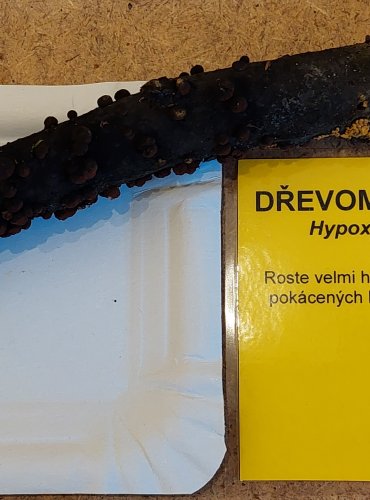 DŘEVOM
Hypox
Roste velmi h
pokácených